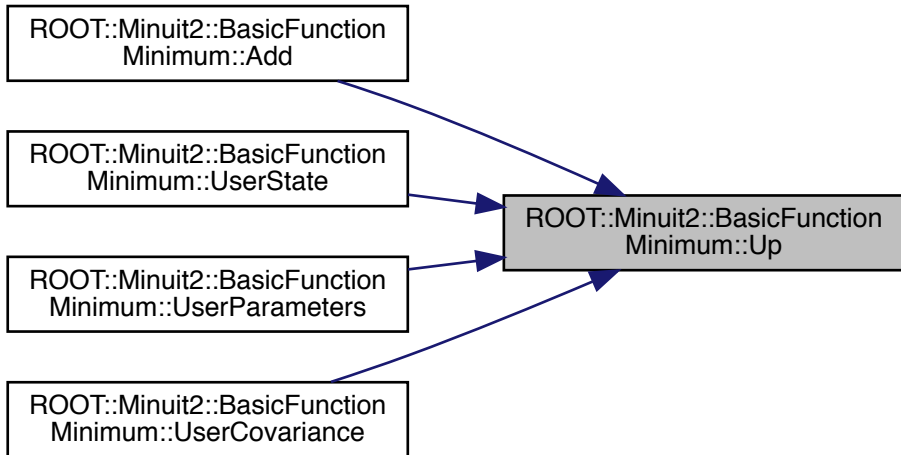 ROOT::Minuit2::BasicFunction
Minimum::Add
ROOT::Minuit2::BasicFunction
Minimum::UserState
ROOT::Minuit2::BasicFunction
Minimum::Up
ROOT::Minuit2::BasicFunction
Minimum::UserParameters
ROOT::Minuit2::BasicFunction
Minimum::UserCovariance